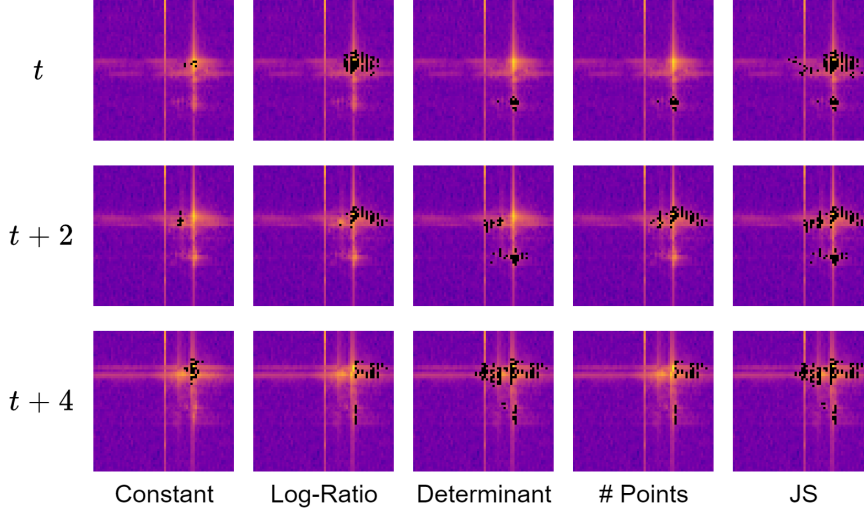 t
t + 2
t + 4
Constant Log-Ratio Determinant # Points JS